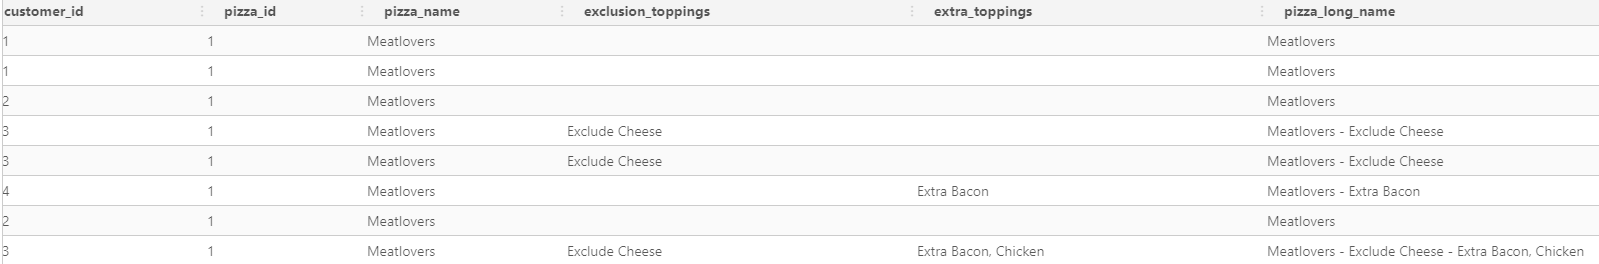 customer_id pizza_id pizza_name exclusion_toppings extra_toppings pizza_long_name
1 1 Meatlovers Meatlovers
1 1 Meatlovers Meatlovers
2 1 Meatlovers Meatlovers
3 1 Meatlovers Exclude Cheese Meatlovers - Exclude Cheese
3 1 Meatlovers Exclude Cheese Meatlovers - Exclude Cheese
4 1 Meatlovers Extra Bacon Meatlovers - Extra Bacon
2 1 Meatlovers Meatlovers
3 1 Meatlovers Exclude Cheese Extra Bacon, Chicken Meatlovers - Exclude Cheese - Extra Bacon, Chicken